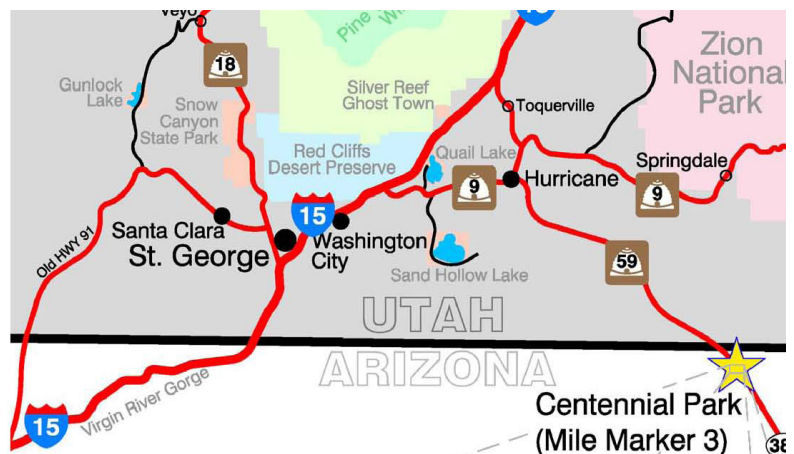 Veyo
Pine
15
18
Gunlock
Lake
Snow
Canyon
State Park
Silver Reef
Ghost Town
Toquerville
Zion
National
Park
Red Cliffs
Desert Preserve
Quail Lake
Springdale
Hurricane
9
9
15
Santa Clara
St. George
Washington
City
Old HWY 91
Sand Hollow Lake
59
UTAH
ARIZONA
Virgin River Gorge
15
Centennial Park
(Mile Marker 3)